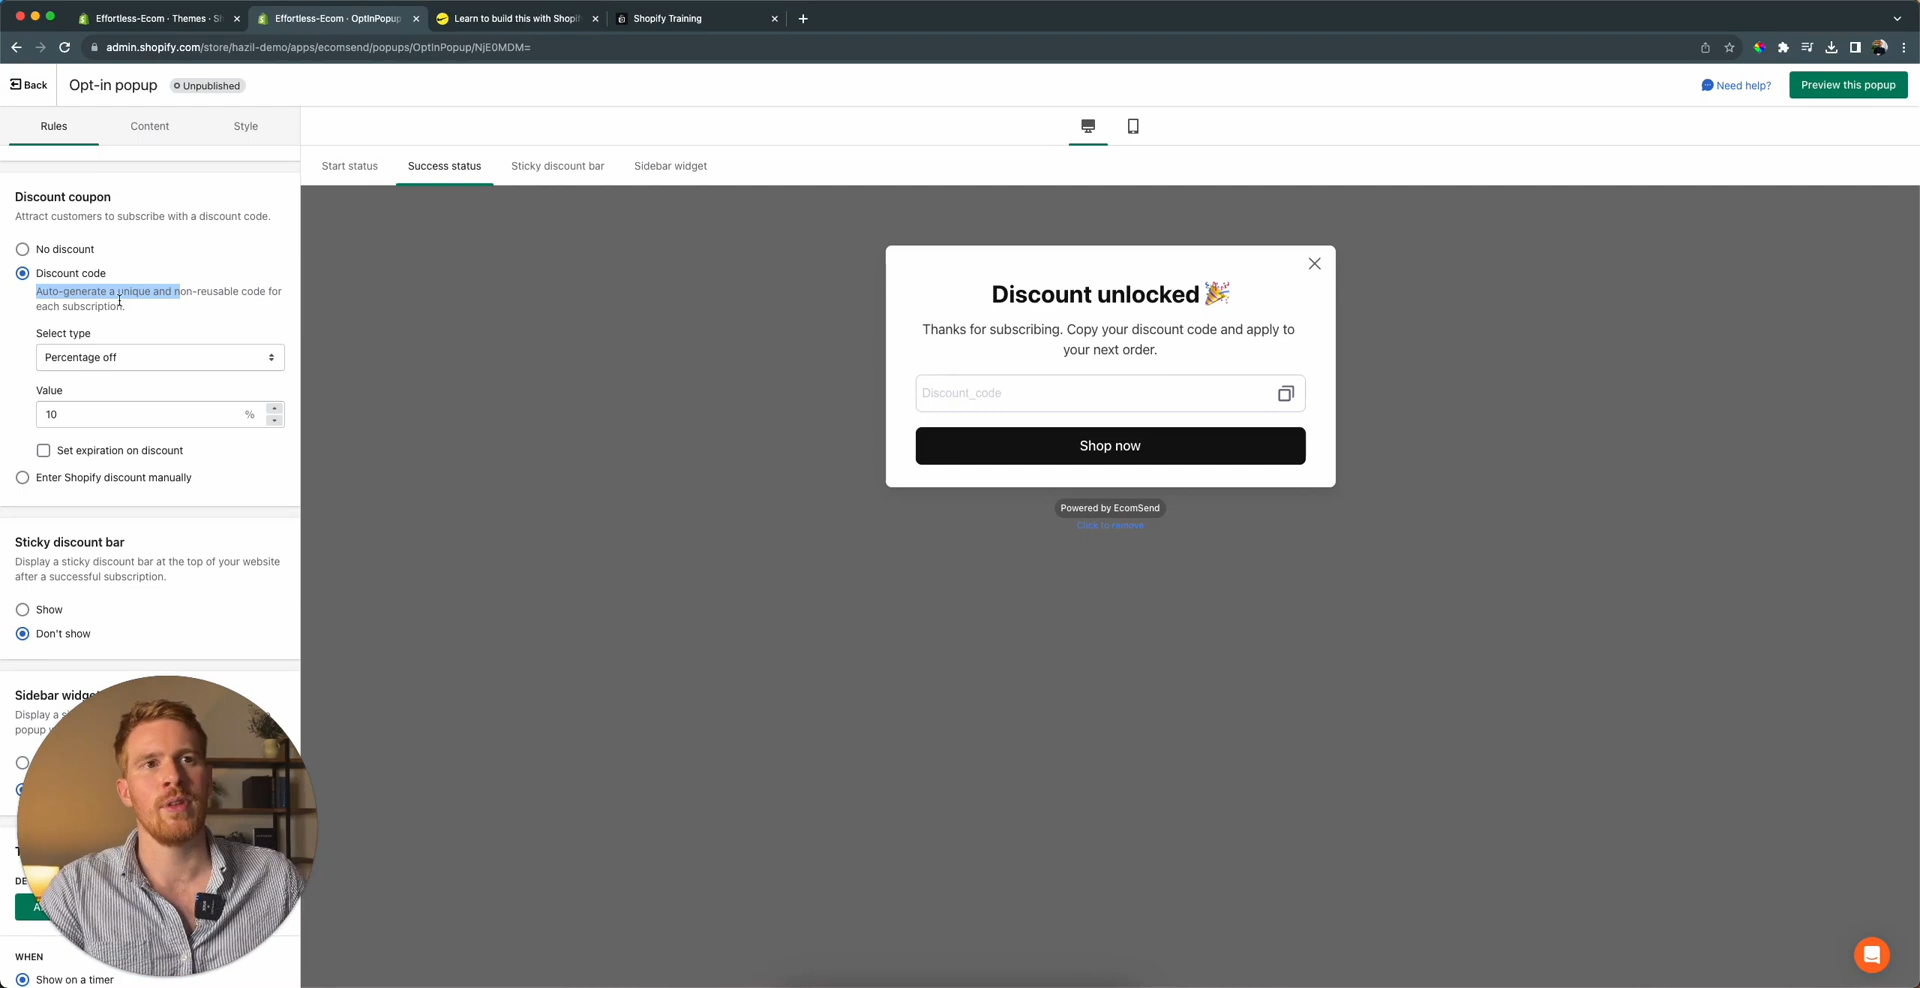 Effortless-Ecom · Themes · Sh
Effortless-Ecom · OptInPopup
Learn to build this with Shopif
Shopify Training
admin.shopify.com/store/hazil-demo/apps/ecomsend/popups/OptInPopup/NjE0MDM=
Back
Opt-in popup
Unpublished
Need help?
Preview this popup
Rules
Content
Style
Start status
Success status
Sticky discount bar
Sidebar widget
Discount coupon
Attract customers to subscribe with a discount code.
No discount
Discount code
Auto-generate a unique and non-reusable code for
each subscription.
Select type
Percentage off
Value
10
%
Set expiration on discount
Enter Shopify discount manually
Sticky discount bar
Display a sticky discount bar at the top of your website
after a successful subscription.
Show
Don't show
Sidebar widge
Display a s
popup
WHEN
Show on a timer
Discount unlocked 🎉
Thanks for subscribing. Copy your discount code and apply to
your next order.
Discount_code
Shop now
Powered by EcomSend
Click to remove